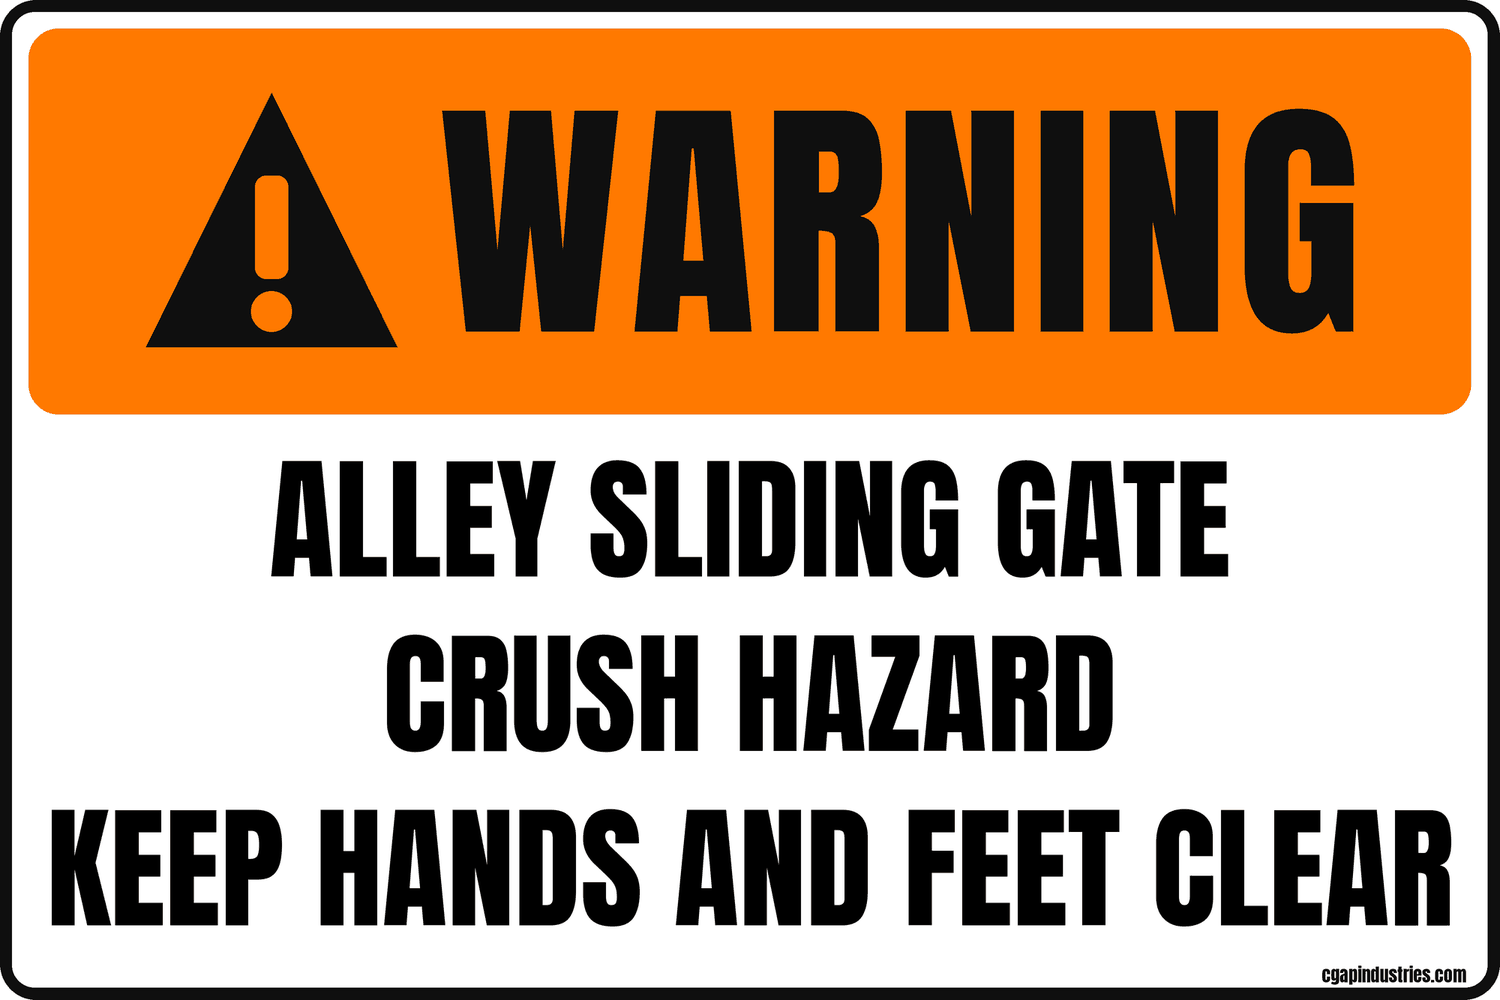 WARNING
ALLEY SLIDING GATE
CRUSH HAZARD
KEEP HANDS AND FEET CLEAR
cgapindustries.com